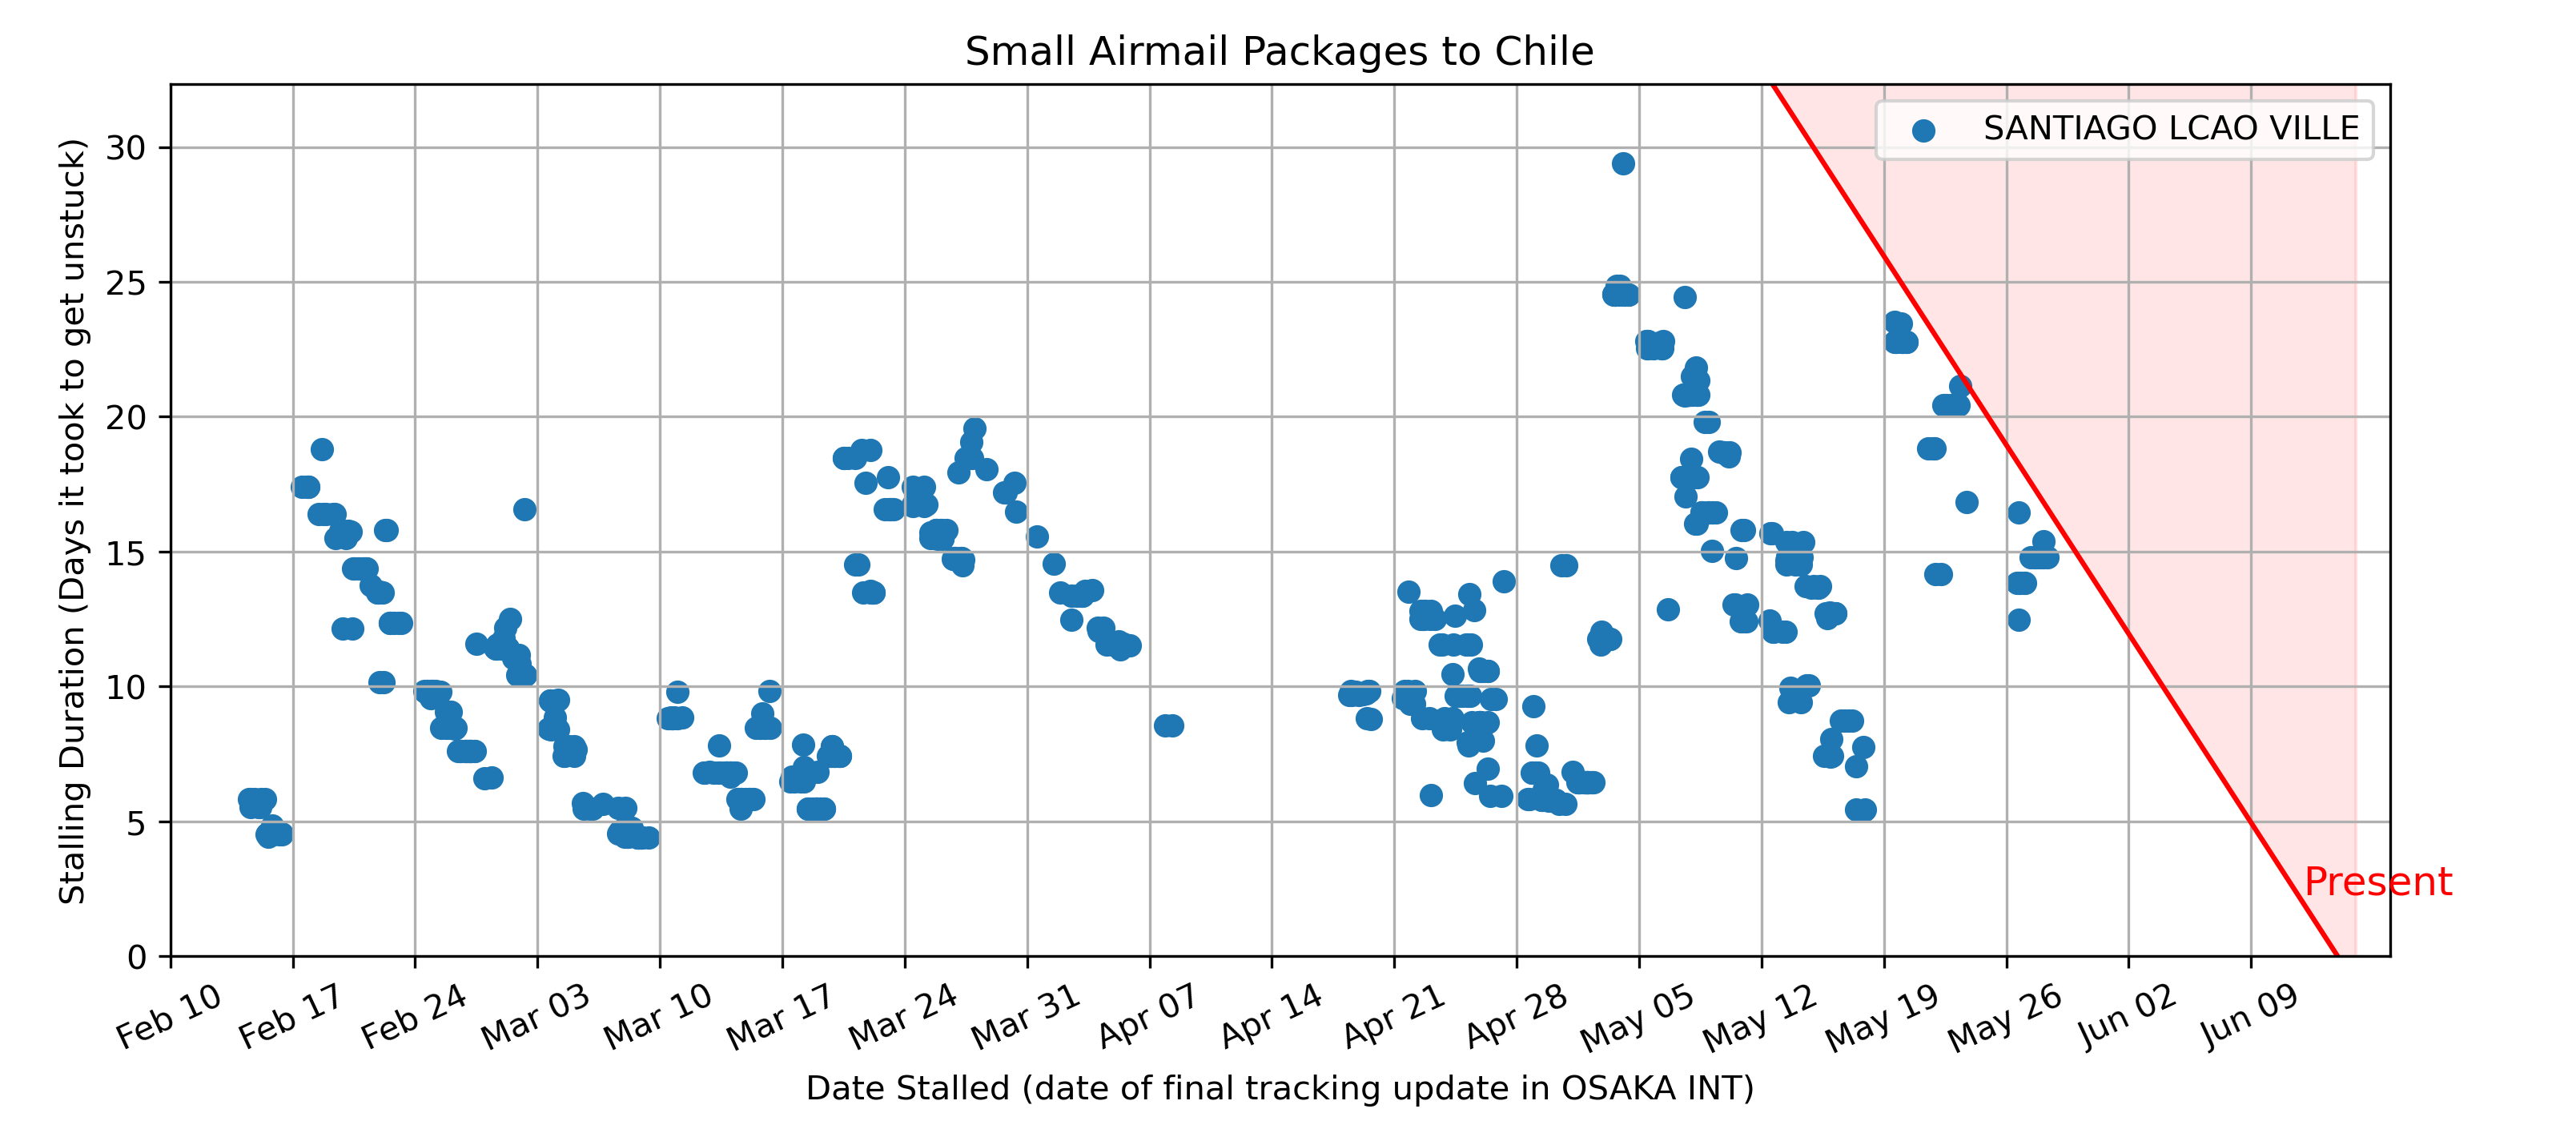 Small Airmail Packages to Chile
SANTIAGO LCAO VILLE
Stalling Duration (Days it took to get unstuck)
30
25
20
15
10
5
0
Present
Feb 10
Feb 17
Feb 24
Mar 03
Mar 10
Mar 17
Mar 24
Mar 31
Apr 07
Apr 14
Apr 21
Apr 28
May 05
May 12
May 19
May 26
Jun 02
Jun 09
Date Stalled (date of final tracking update in OSAKA INT)